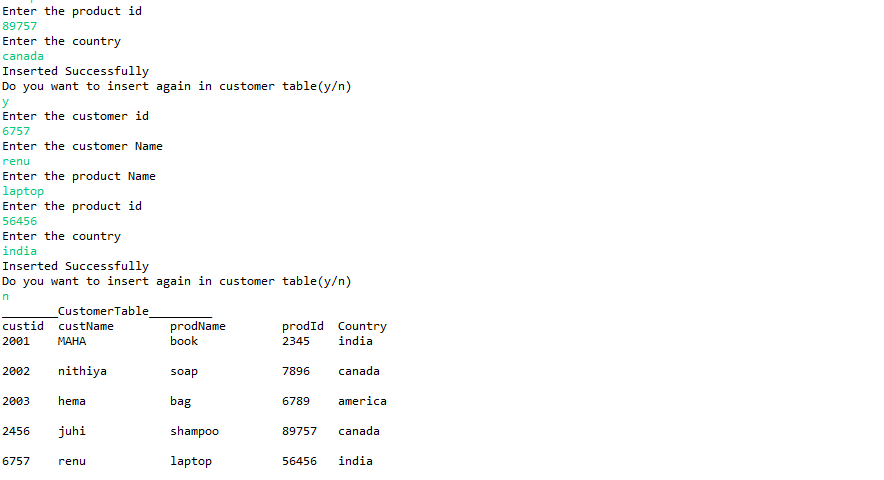 Enter the product id
89757
Enter the country
canada
Inserted Successfully
Do you want to insert again in customer table(y/n)
y
Enter the customer id
6757
Enter the customer Name
renu
Enter the product Name
laptop
Enter the product id
56456
Enter the country
india
Inserted Successfully
Do you want to insert again in customer table(y/n)
n
________CustomerTable_________
custid custName prodName prodId Country
2001 MAHA book 2345 india
2002 nithiya soap 7896 canada
2003 hema bag 6789 america
2456 juhi shampoo 89757 canada
6757 renu laptop 56456 india